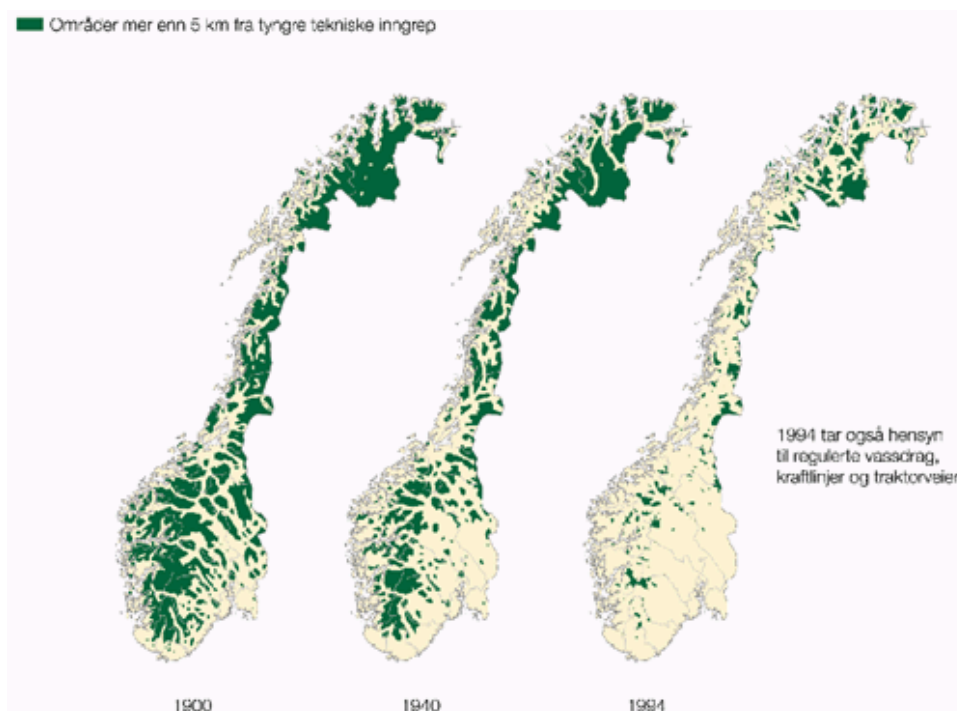 Områder mer enn 5 km fra tyngre tekniske inngrep
1994 tar også hensyn
til regulerte vassdrag,
kraftlinjer og traktorveier
1900
1940
1994